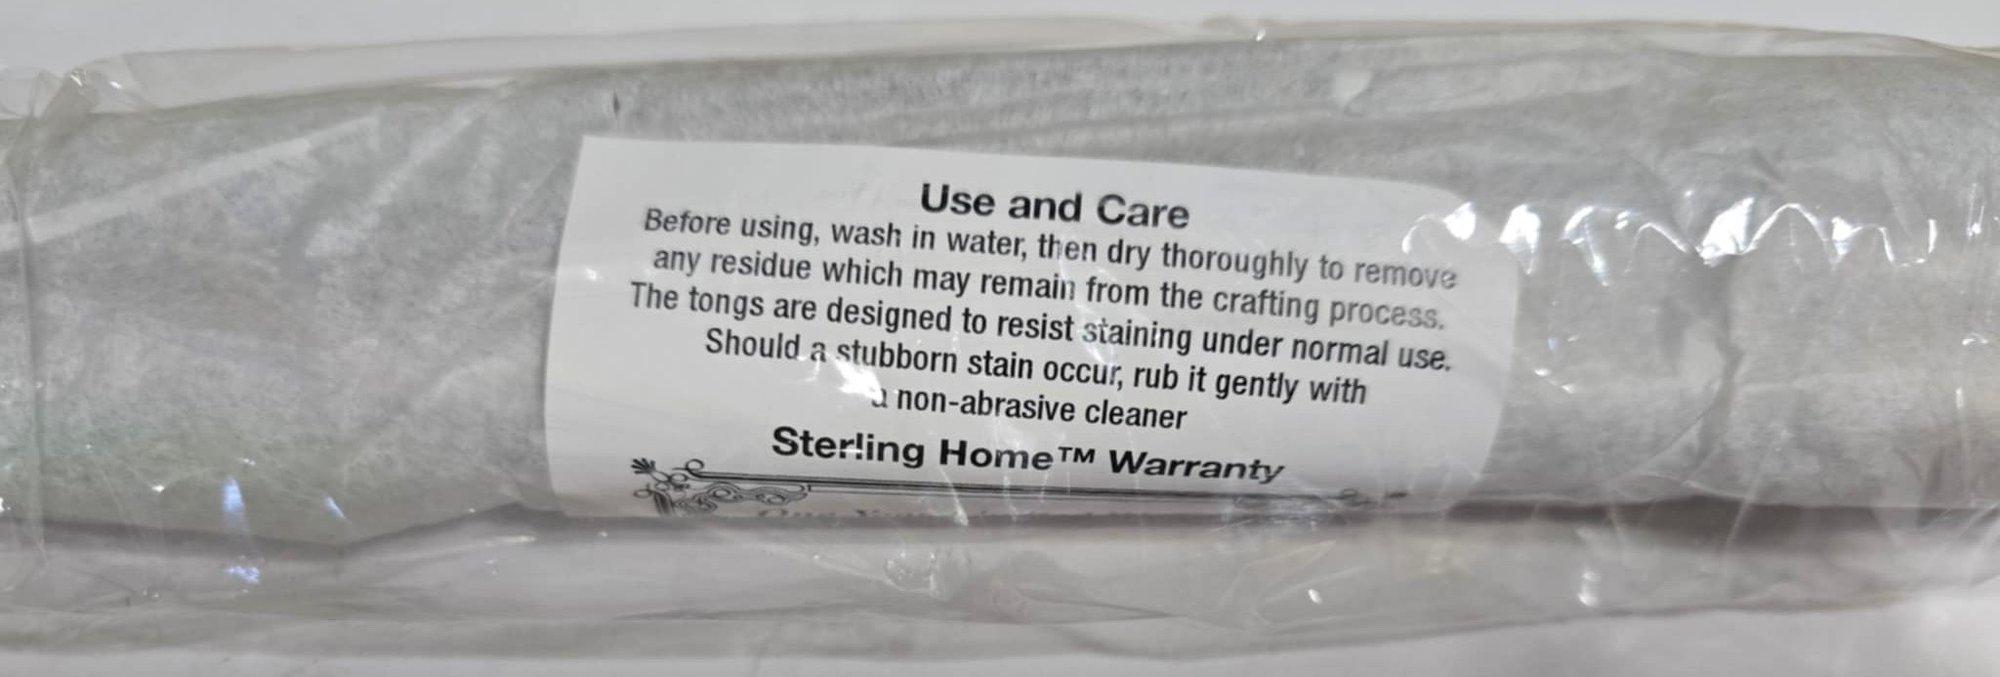 Use and Care
Before using, wash in water, then dry thoroughly to remove
any residue which may remain from the crafting process.
The tongs are designed to resist staining under normal use.
Should a stubborn stain occur, rub it gently with
a non-abrasive cleaner
Sterling Home™ Warranty